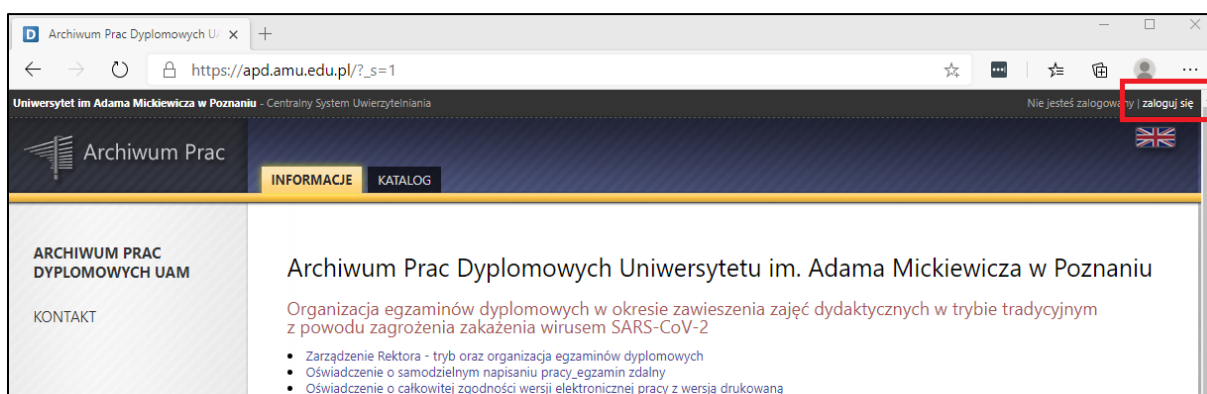 Archiwum Prac Dyplomowych U
https://apd.amu.edu.pl/?_s=1
Uniwersytet im Adama Mickiewicza w Poznaniu - Centralny System Uwierzytelniania
Nie jesteś zalogowany | zaloguj się
Archiwum Prac
INFORMACJE
KATALOG
ARCHIWUM PRAC
DYPLOMOWYCH UAM
KONTAKT
Archiwum Prac Dyplomowych Uniwersytetu im. Adama Mickiewicza w Poznaniu
Organizacja egzaminów dyplomowych w okresie zawieszenia zajęć dydaktycznych w trybie tradycyjnym
z powodu zagrożenia zakażenia wirusem SARS-CoV-2
• Zarządzenie Rektora - tryb oraz organizacja egzaminów dyplomowych
• Oświadczenie o samodzielnym napisaniu pracy_egzamin zdalny
• Oświadczenie o całkowitej zgodności wersji elektronicznej pracy z wersją drukowaną